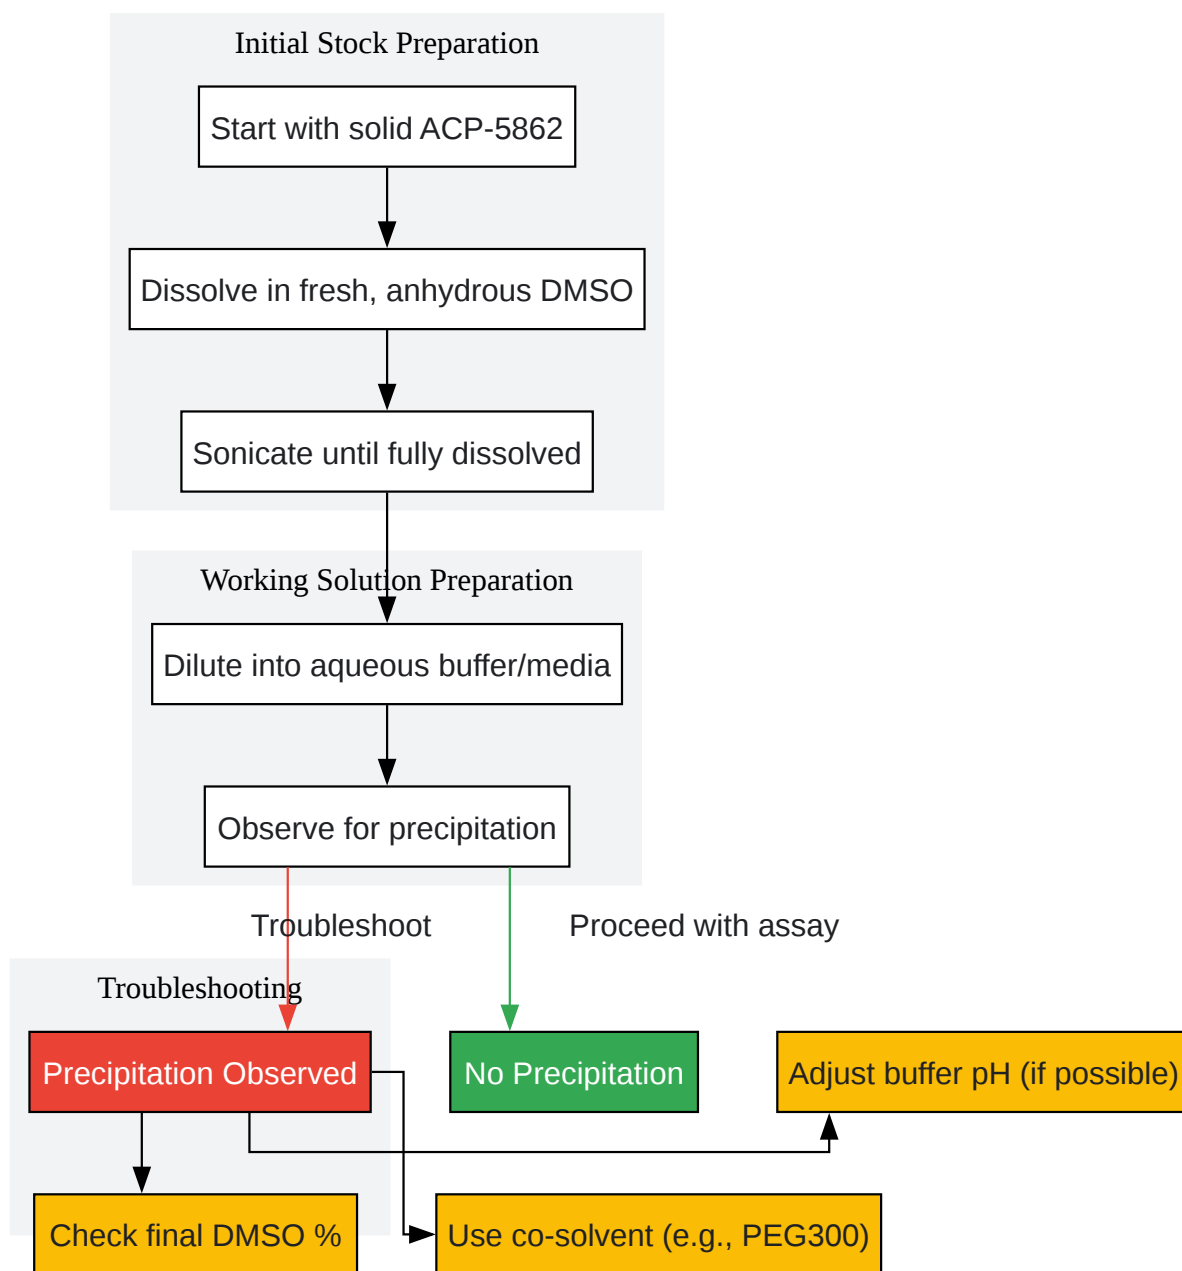 Initial Stock Preparation
Start with solid ACP-5862
Dissolve in fresh, anhydrous DMSO
Sonicate until fully dissolved
Working Solution Preparation
Dilute into aqueous buffer/media
Observe for precipitation
Troubleshoot
Proceed with assay
Troubleshooting
Precipitation Observed
No Precipitation
Adjust buffer pH (if possible)
Check final DMSO %
Use co-solvent (e.g., PEG300)